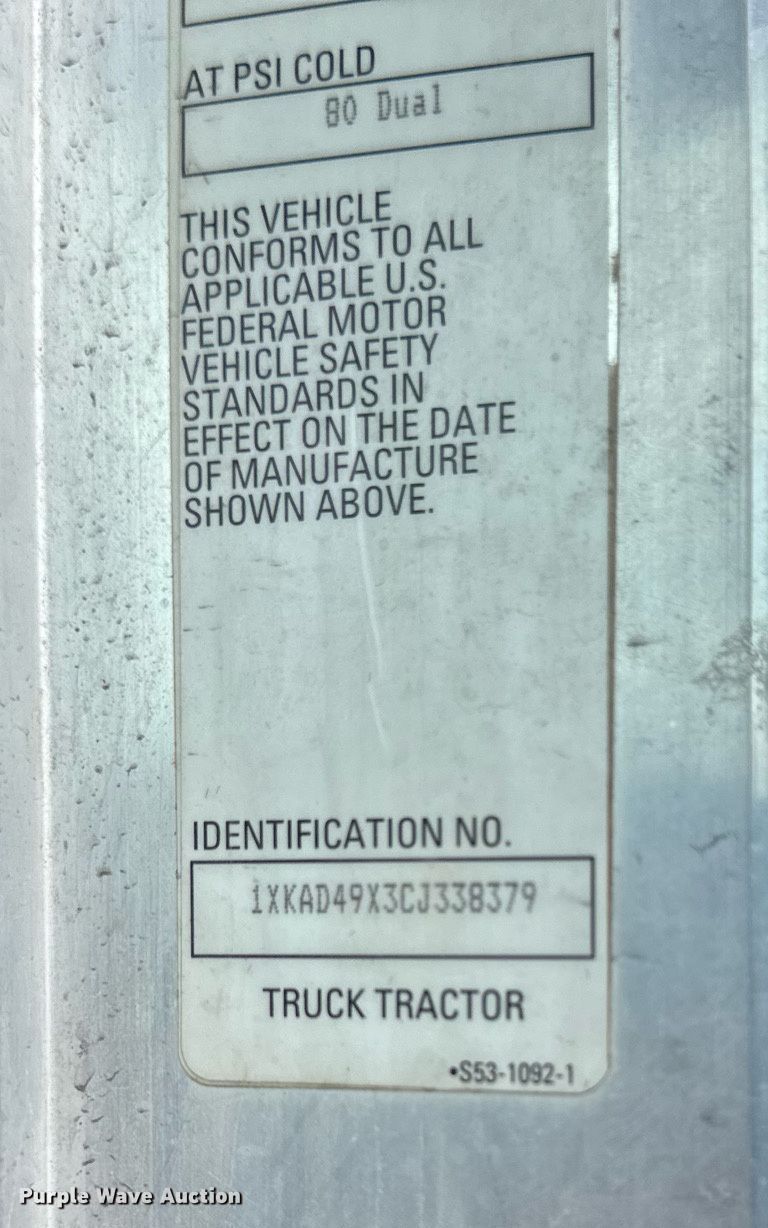 AT PSI COLD
80 Dual
THIS VEHICLE
CONFORMS TO ALL
APPLICABLE U.S.
FEDERAL MOTOR
VEHICLE SAFETY
STANDARDS IN
EFFECT ON THE DATE
OF MANUFACTURE
SHOWN ABOVE.
IDENTIFICATION NO.
1XKAD49X3CJ338379
TRUCK TRACTOR
•S53-1092-1
Purple Wave Auction